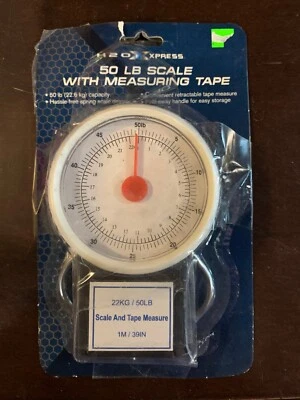 H2O XPRESS
50 LB SCALE
WITH MEASURING TAPE
• 50 lb (22.6 kg) capacity • Convenient retractable tape measure
• Hassle-free spring scale • handle for easy storage
50lb
45 5
10
15
35
30 20
25
22KG / 50LB
Scale And Tape Measure
1M / 39IN